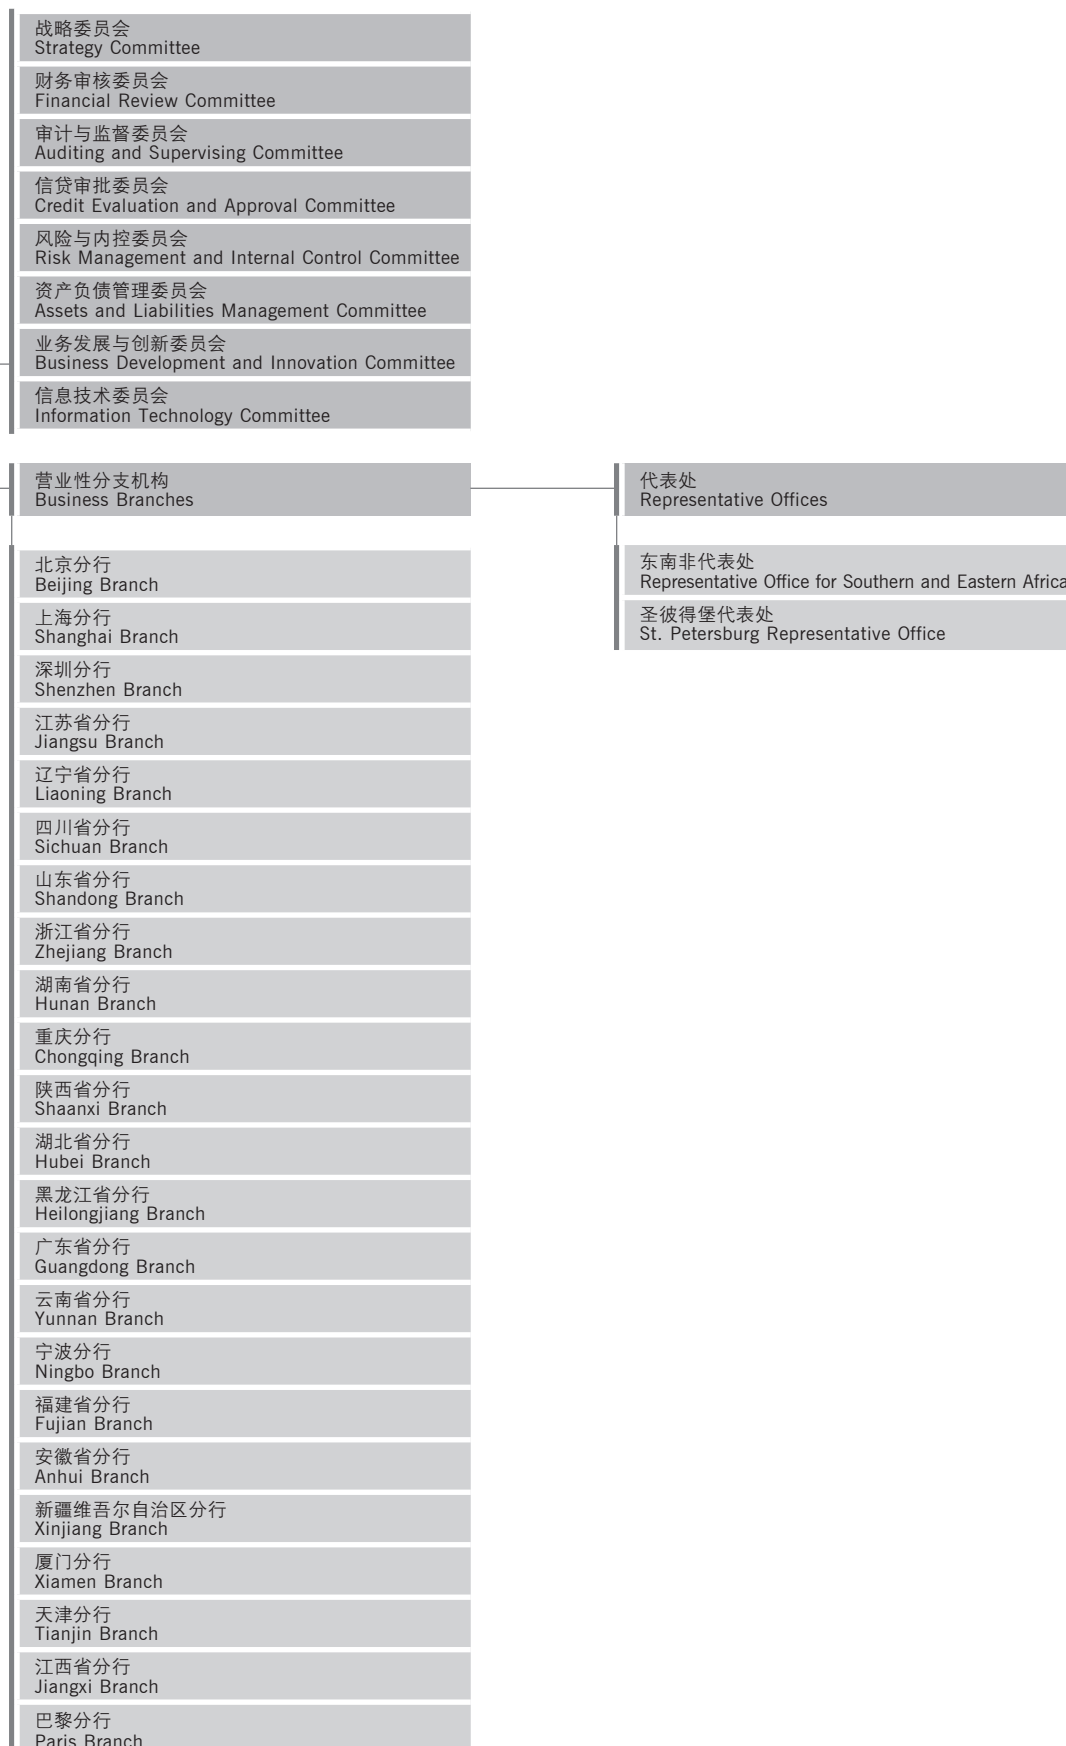 战略委员会
Strategy Committee
财务审核委员会
Financial Review Committee
审计与监督委员会
Auditing and Supervising Committee
信贷审批委员会
Credit Evaluation and Approval Committee
风险与内控委员会
Risk Management and Internal Control Committee
资产负债管理委员会
Assets and Liabilities Management Committee
业务发展与创新委员会
Business Development and Innovation Committee
信息技术委员会
Information Technology Committee
营业性分支机构
Business Branches
北京分行
Beijing Branch
上海分行
Shanghai Branch
深圳分行
Shenzhen Branch
江苏省分行
Jiangsu Branch
辽宁省分行
Liaoning Branch
四川省分行
Sichuan Branch
山东省分行
Shandong Branch
浙江省分行
Zhejiang Branch
湖南省分行
Hunan Branch
重庆分行
Chongqing Branch
陕西省分行
Shaanxi Branch
湖北省分行
Hubei Branch
黑龙江省分行
Heilongjiang Branch
广东省分行
Guangdong Branch
云南省分行
Yunnan Branch
宁波分行
Ningbo Branch
福建省分行
Fujian Branch
安徽省分行
Anhui Branch
新疆维吾尔自治区分行
Xinjiang Branch
厦门分行
Xiamen Branch
天津分行
Tianjin Branch
江西省分行
Jiangxi Branch
巴黎分行
Paris Branch
代表处
Representative Offices
东南非代表处
Representative Office for Southern and Eastern Africa
圣彼得堡代表处
St. Petersburg Representative Office